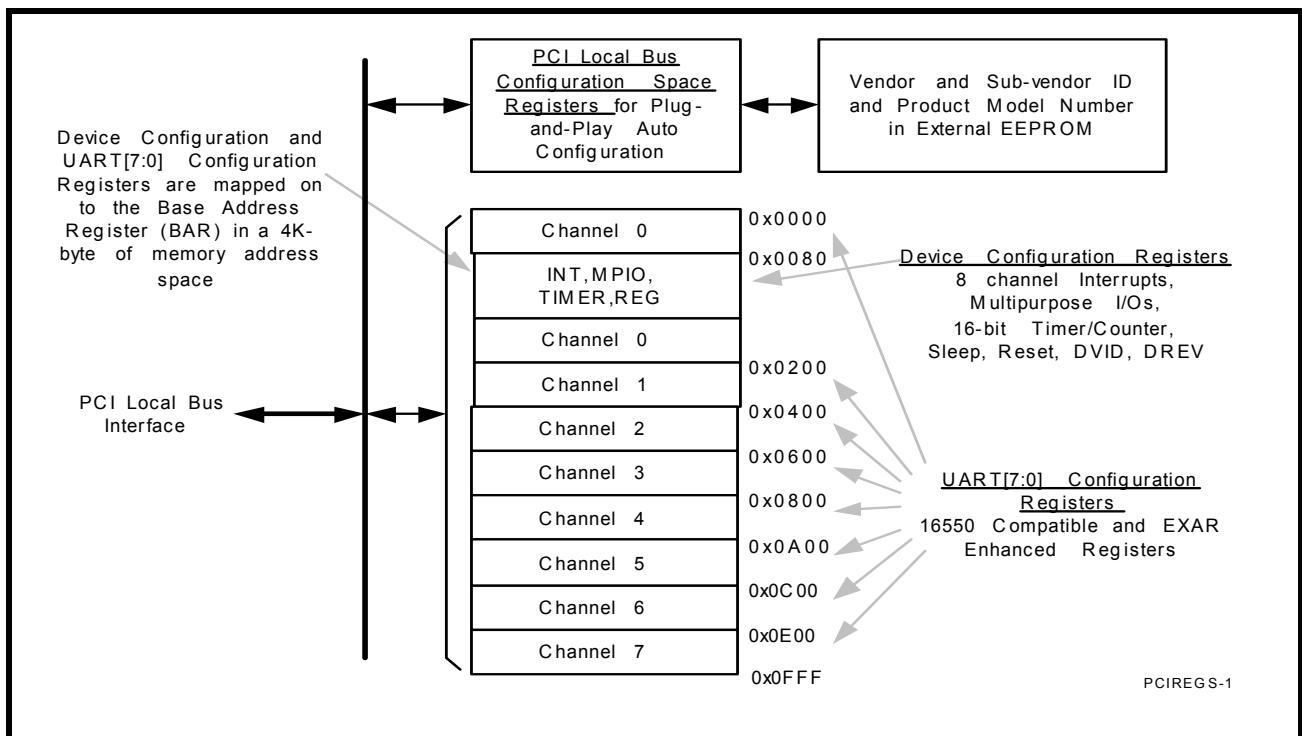 PCI Local Bus
Configuration Space
Registers for Plug-
and-Play Auto
Configuration
Vendor and Sub-vendor ID
and Product Model Number
in External EEPROM
Device Configuration and
UART[7:0] Configuration
Registers are mapped on
to the Base Address
Register (BAR) in a 4K-
byte of memory address
space
Channel 0
INT,MPIO,
TIMER,REG
Channel 0
Channel 1
Channel 2
Channel 3
Channel 4
Channel 5
Channel 6
Channel 7
0x0000
0x0080
0x0200
0x0400
0x0600
0x0800
0x0A00
0x0C00
0x0E00
0x0FFF
Device Configuration Registers
8 channel Interrupts,
Multipurpose I/Os,
16-bit Timer/Counter,
Sleep, Reset, DVID, DREV
PCI Local Bus
Interface
UART[7:0] Configuration
Registers
16550 Compatible and EXAR
Enhanced Registers
PCIREGS-1